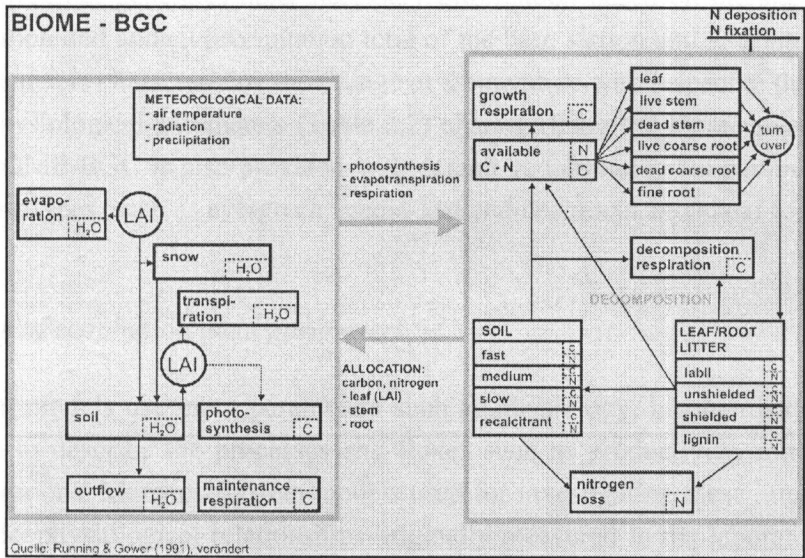 BIOME - BGC
N deposition
N fixation
METEOROLOGICAL DATA:
- air temperature
- radiation
- precipitation
evapo-
ration
H₂O
LAI
snow
H₂O
transpi-
ration
H₂O
LAI
soil
H₂O
photo-
synthesis
C
outflow
H₂O
maintenance
respiration
C
- photosynthesis
- evapotranspiration
- respiration
ALLOCATION:
carbon, nitrogen
- leaf (LAI)
- stem
- root
growth
respiration
C
available
C - N
N
C
leaf
live stem
dead stem
live coarse root
dead coarse root
fine root
turn
over
decomposition
respiration
C
DECOMPOSITION
SOIL
fast
C
N
medium
C
N
slow
C
N
recalcitrant
C
N
LEAF/ROOT
LITTER
labil
C
N
unshielded
C
N
shielded
C
N
lignin
C
N
nitrogen
loss
N
Quelle: Running & Gower (1991), verändert